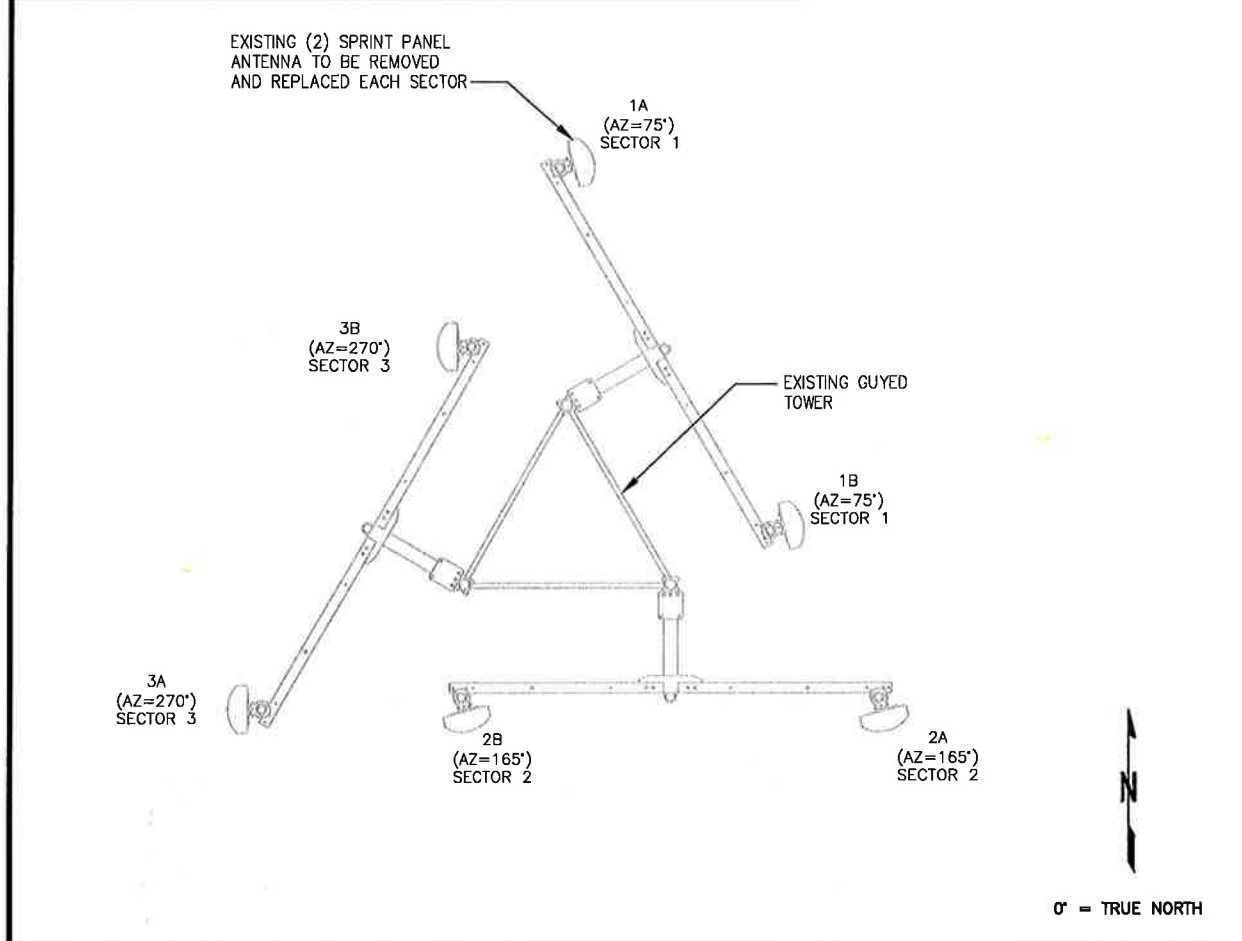 EXISTING (2) SPRINT PANEL
ANTENNA TO BE REMOVED
AND REPLACED EACH SECTOR
1A
(AZ=75°)
SECTOR 1
3B
(AZ=270°)
SECTOR 3
EXISTING GUYED
TOWER
1B
(AZ=75°)
SECTOR 1
3A
(AZ=270°)
SECTOR 3
2B
(AZ=165°)
SECTOR 2
2A
(AZ=165°)
SECTOR 2
N
0° = TRUE NORTH